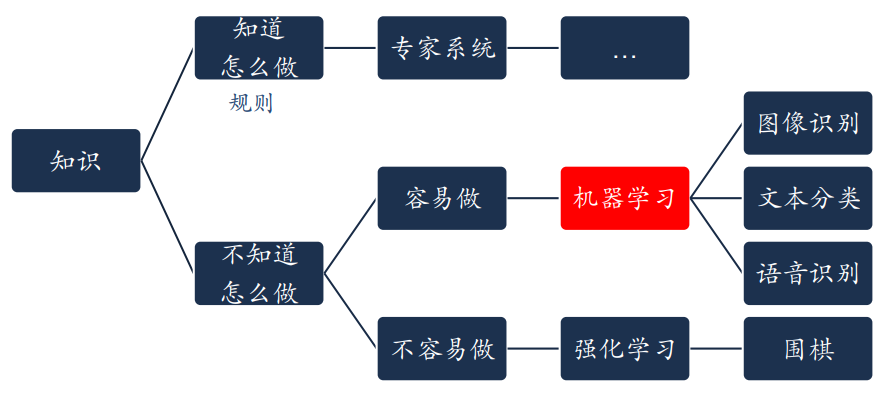 知道
怎么做
专家系统
…
规则
图像识别
知识
容易做
机器学习
文本分类
不知道
怎么做
语音识别
不容易做
强化学习
围棋